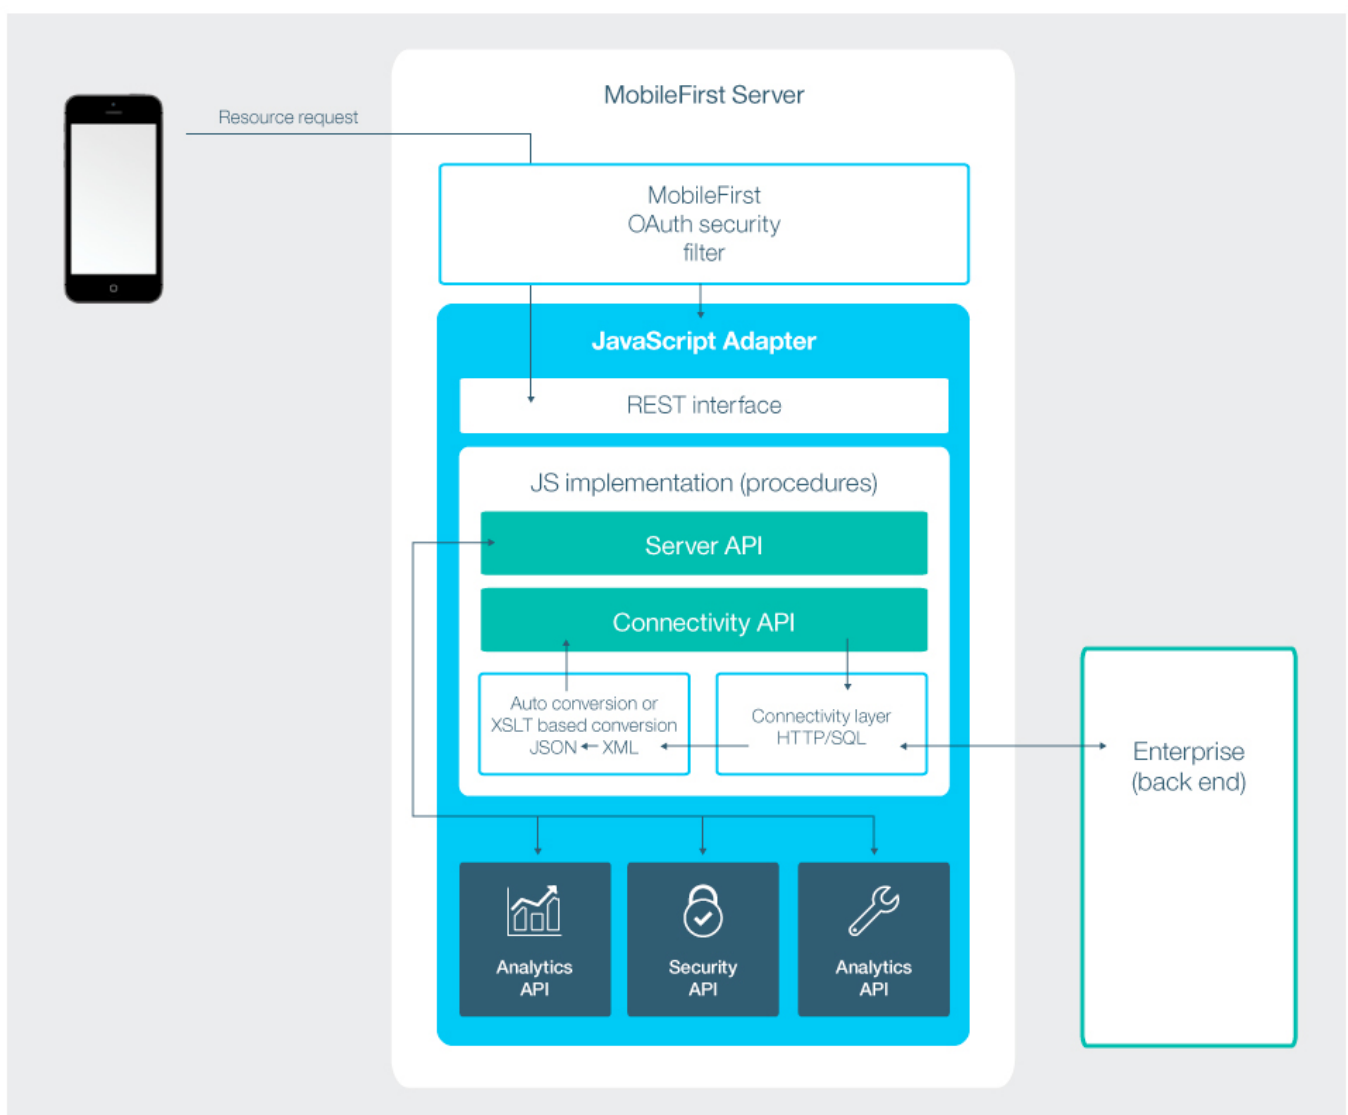 MobileFirst Server
Resource request
MobileFirst
OAuth security
filter
JavaScript Adapter
REST interface
JS implementation (procedures)
Server API
Connectivity API
Auto conversion or
XSLT based conversion
JSON ← XML
Connectivity layer
HTTP/SQL
Enterprise
(back end)
Analytics
API
Security
API
Analytics
API